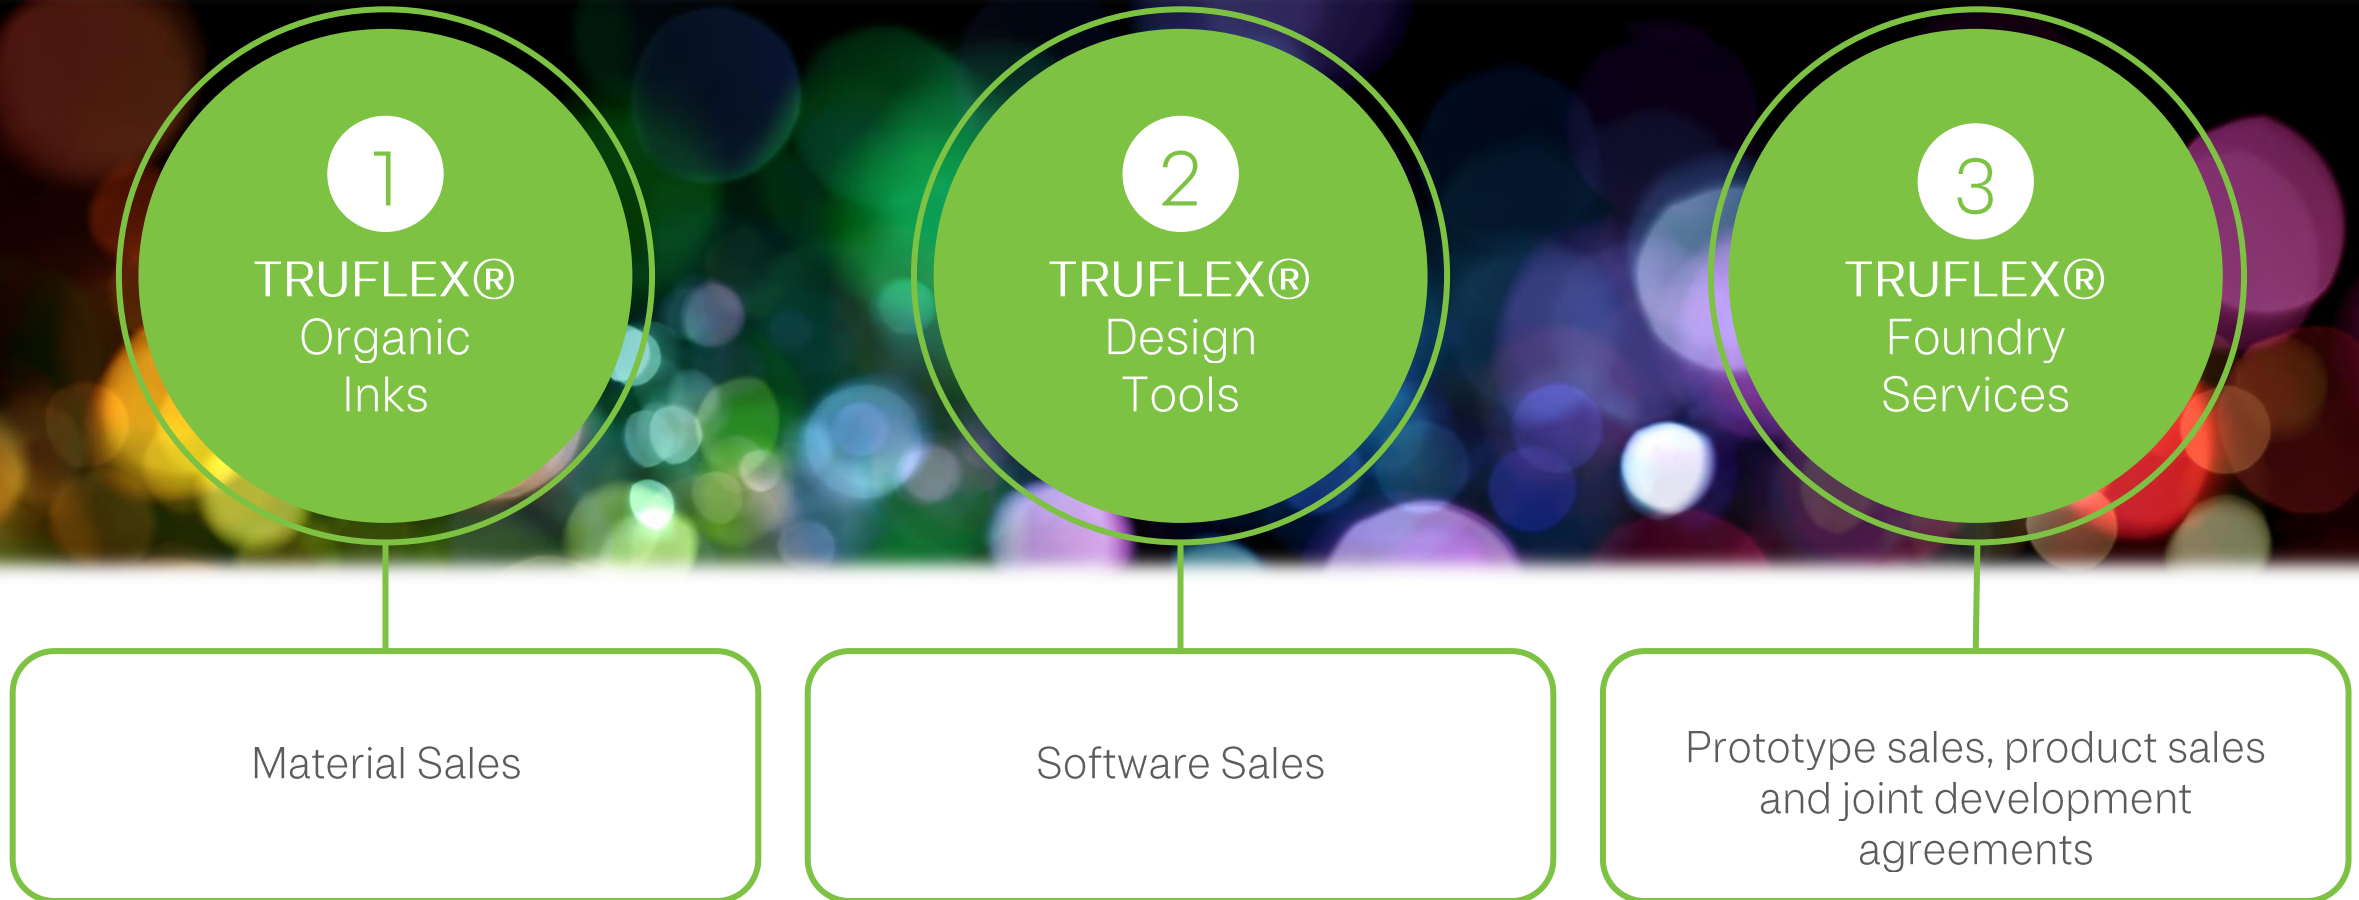 1
TRUFLEX®
Organic
Inks
2
TRUFLEX®
Design
Tools
3
TRUFLEX®
Foundry
Services
Material Sales
Software Sales
Prototype sales, product sales
and joint development
agreements